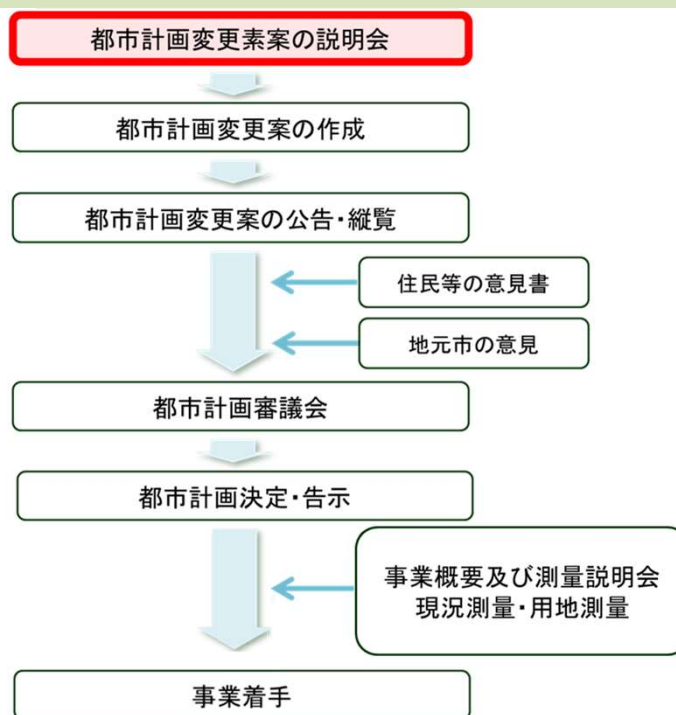 都市計画変更素案の説明会
都市計画変更案の作成
都市計画変更案の公告・縦覧
住民等の意見書
地元市の意見
都市計画審議会
都市計画決定・告示
事業概要及び測量説明会
現況測量・用地測量
事業着手